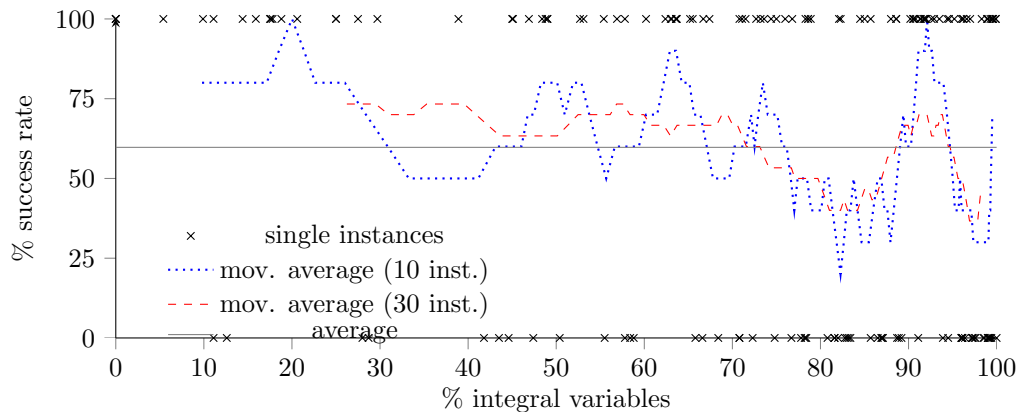 100
75
50
25
0
% success rate
single instances
mov. average (10 inst.)
mov. average (30 inst.)
average
0 10 20 30 40 50 60 70 80 90 100
% integral variables